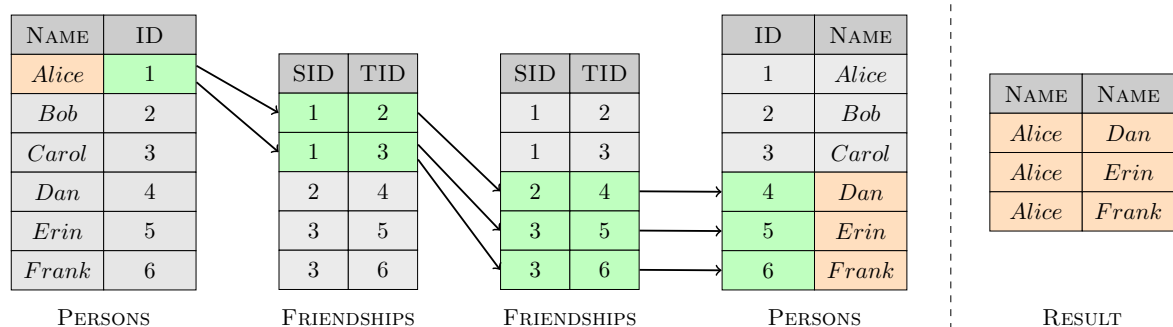 NAME ID
Alice 1
Bob 2
Carol 3
Dan 4
Erin 5
Frank 6
PERSONS
SID TID
1 2
1 3
2 4
3 5
3 6
FRIENDSHIPS
SID TID
1 2
1 3
2 4
3 5
3 6
FRIENDSHIPS
ID NAME
1 Alice
2 Bob
3 Carol
4 Dan
5 Erin
6 Frank
PERSONS
NAME NAME
Alice Dan
Alice Erin
Alice Frank
RESULT